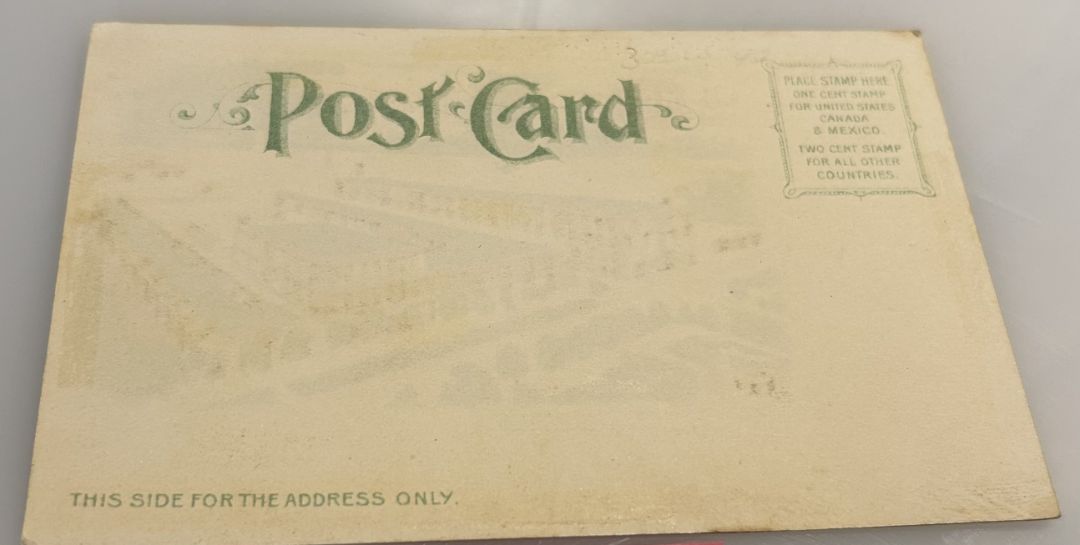 Post Card
PLACE STAMP HERE
ONE CENT STAMP
FOR UNITED STATES
CANADA
& MEXICO.
TWO CENT STAMP
FOR ALL OTHER
COUNTRIES.
THIS SIDE FOR THE ADDRESS ONLY.